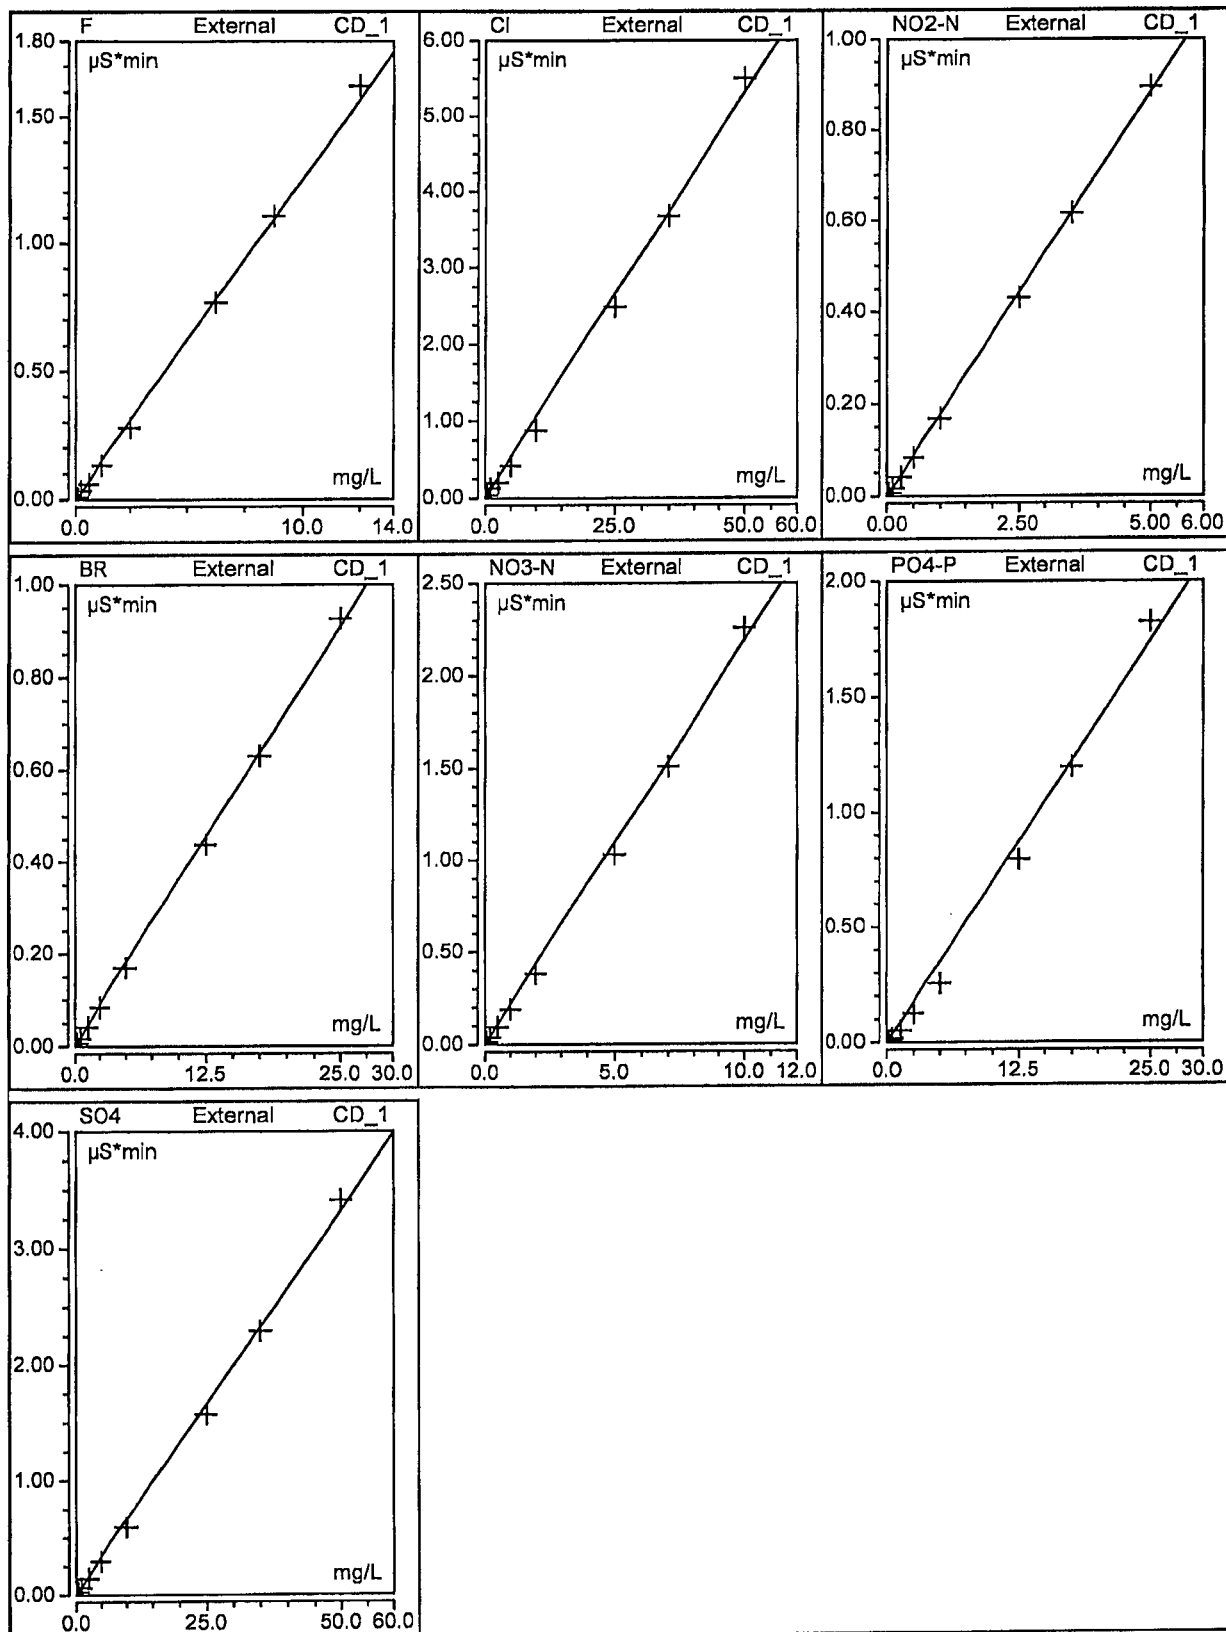 F External CD_1
1.80
µS*min
1.50
1.00
0.50
0.00
mg/L
0.0 10.0 14.0
Cl External CD_1
6.00
µS*min
5.00
4.00
3.00
2.00
1.00
0.00
mg/L
0.0 25.0 50.0 60.0
NO2-N External CD_1
1.00
µS*min
0.80
0.60
0.40
0.20
0.00
mg/L
0.00 2.50 5.00 6.00
BR External CD_1
1.00
µS*min
0.80
0.60
0.40
0.20
0.00
mg/L
0.0 12.5 25.0 30.0
NO3-N External CD_1
2.50
µS*min
2.00
1.50
1.00
0.50
0.00
mg/L
0.0 5.0 10.0 12.0
PO4-P External CD_1
2.00
µS*min
1.50
1.00
0.50
0.00
mg/L
0.0 12.5 25.0 30.0
SO4 External CD_1
4.00
µS*min
3.00
2.00
1.00
0.00
mg/L
0.0 25.0 50.0 60.0